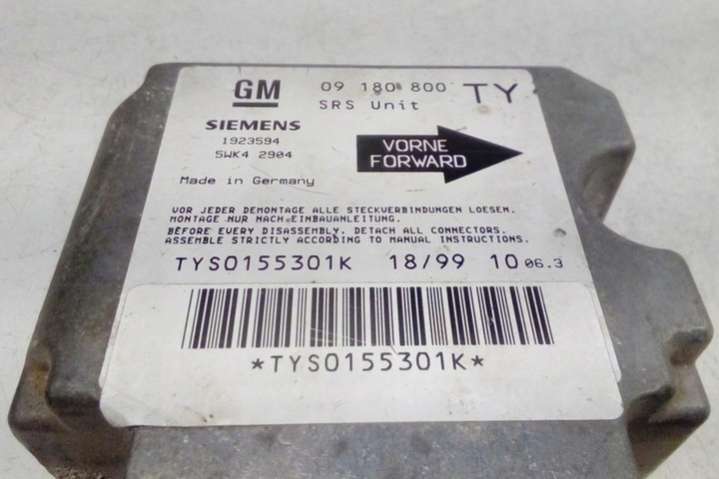 GM 09 180 800 TY
SRS Unit
SIEMENS
1923594
5WK4 2904
VORNE
FORWARD
Made in Germany
VOR JEDER DEMONTAGE ALLE STECKVERBINDUNGEN LOESEN.
MONTAGE NUR NACH EINBAUANLEITUNG.
BEFORE EVERY DISASSEMBLY. DETACH ALL CONNECTORS.
ASSEMBLE STRICTLY ACCORDING TO MANUAL INSTRUCTIONS.
TYS0155301K 18/99 10 06.3
*TYS0155301K*